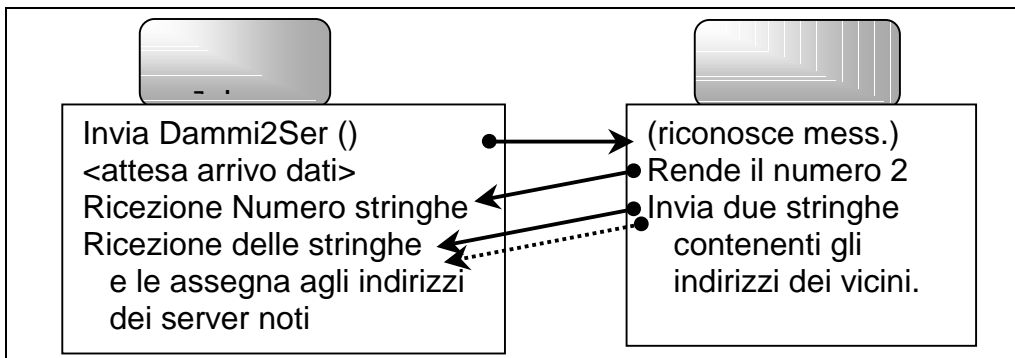 Invia Dammi2Ser ()
<attesa arrivo dati>
Ricezione Numero stringhe
Ricezione delle stringhe
e le assegna agli indirizzi
dei server noti
(riconosce mess.)
Rende il numero 2
Invia due stringhe
contenenti gli
indirizzi dei vicini.